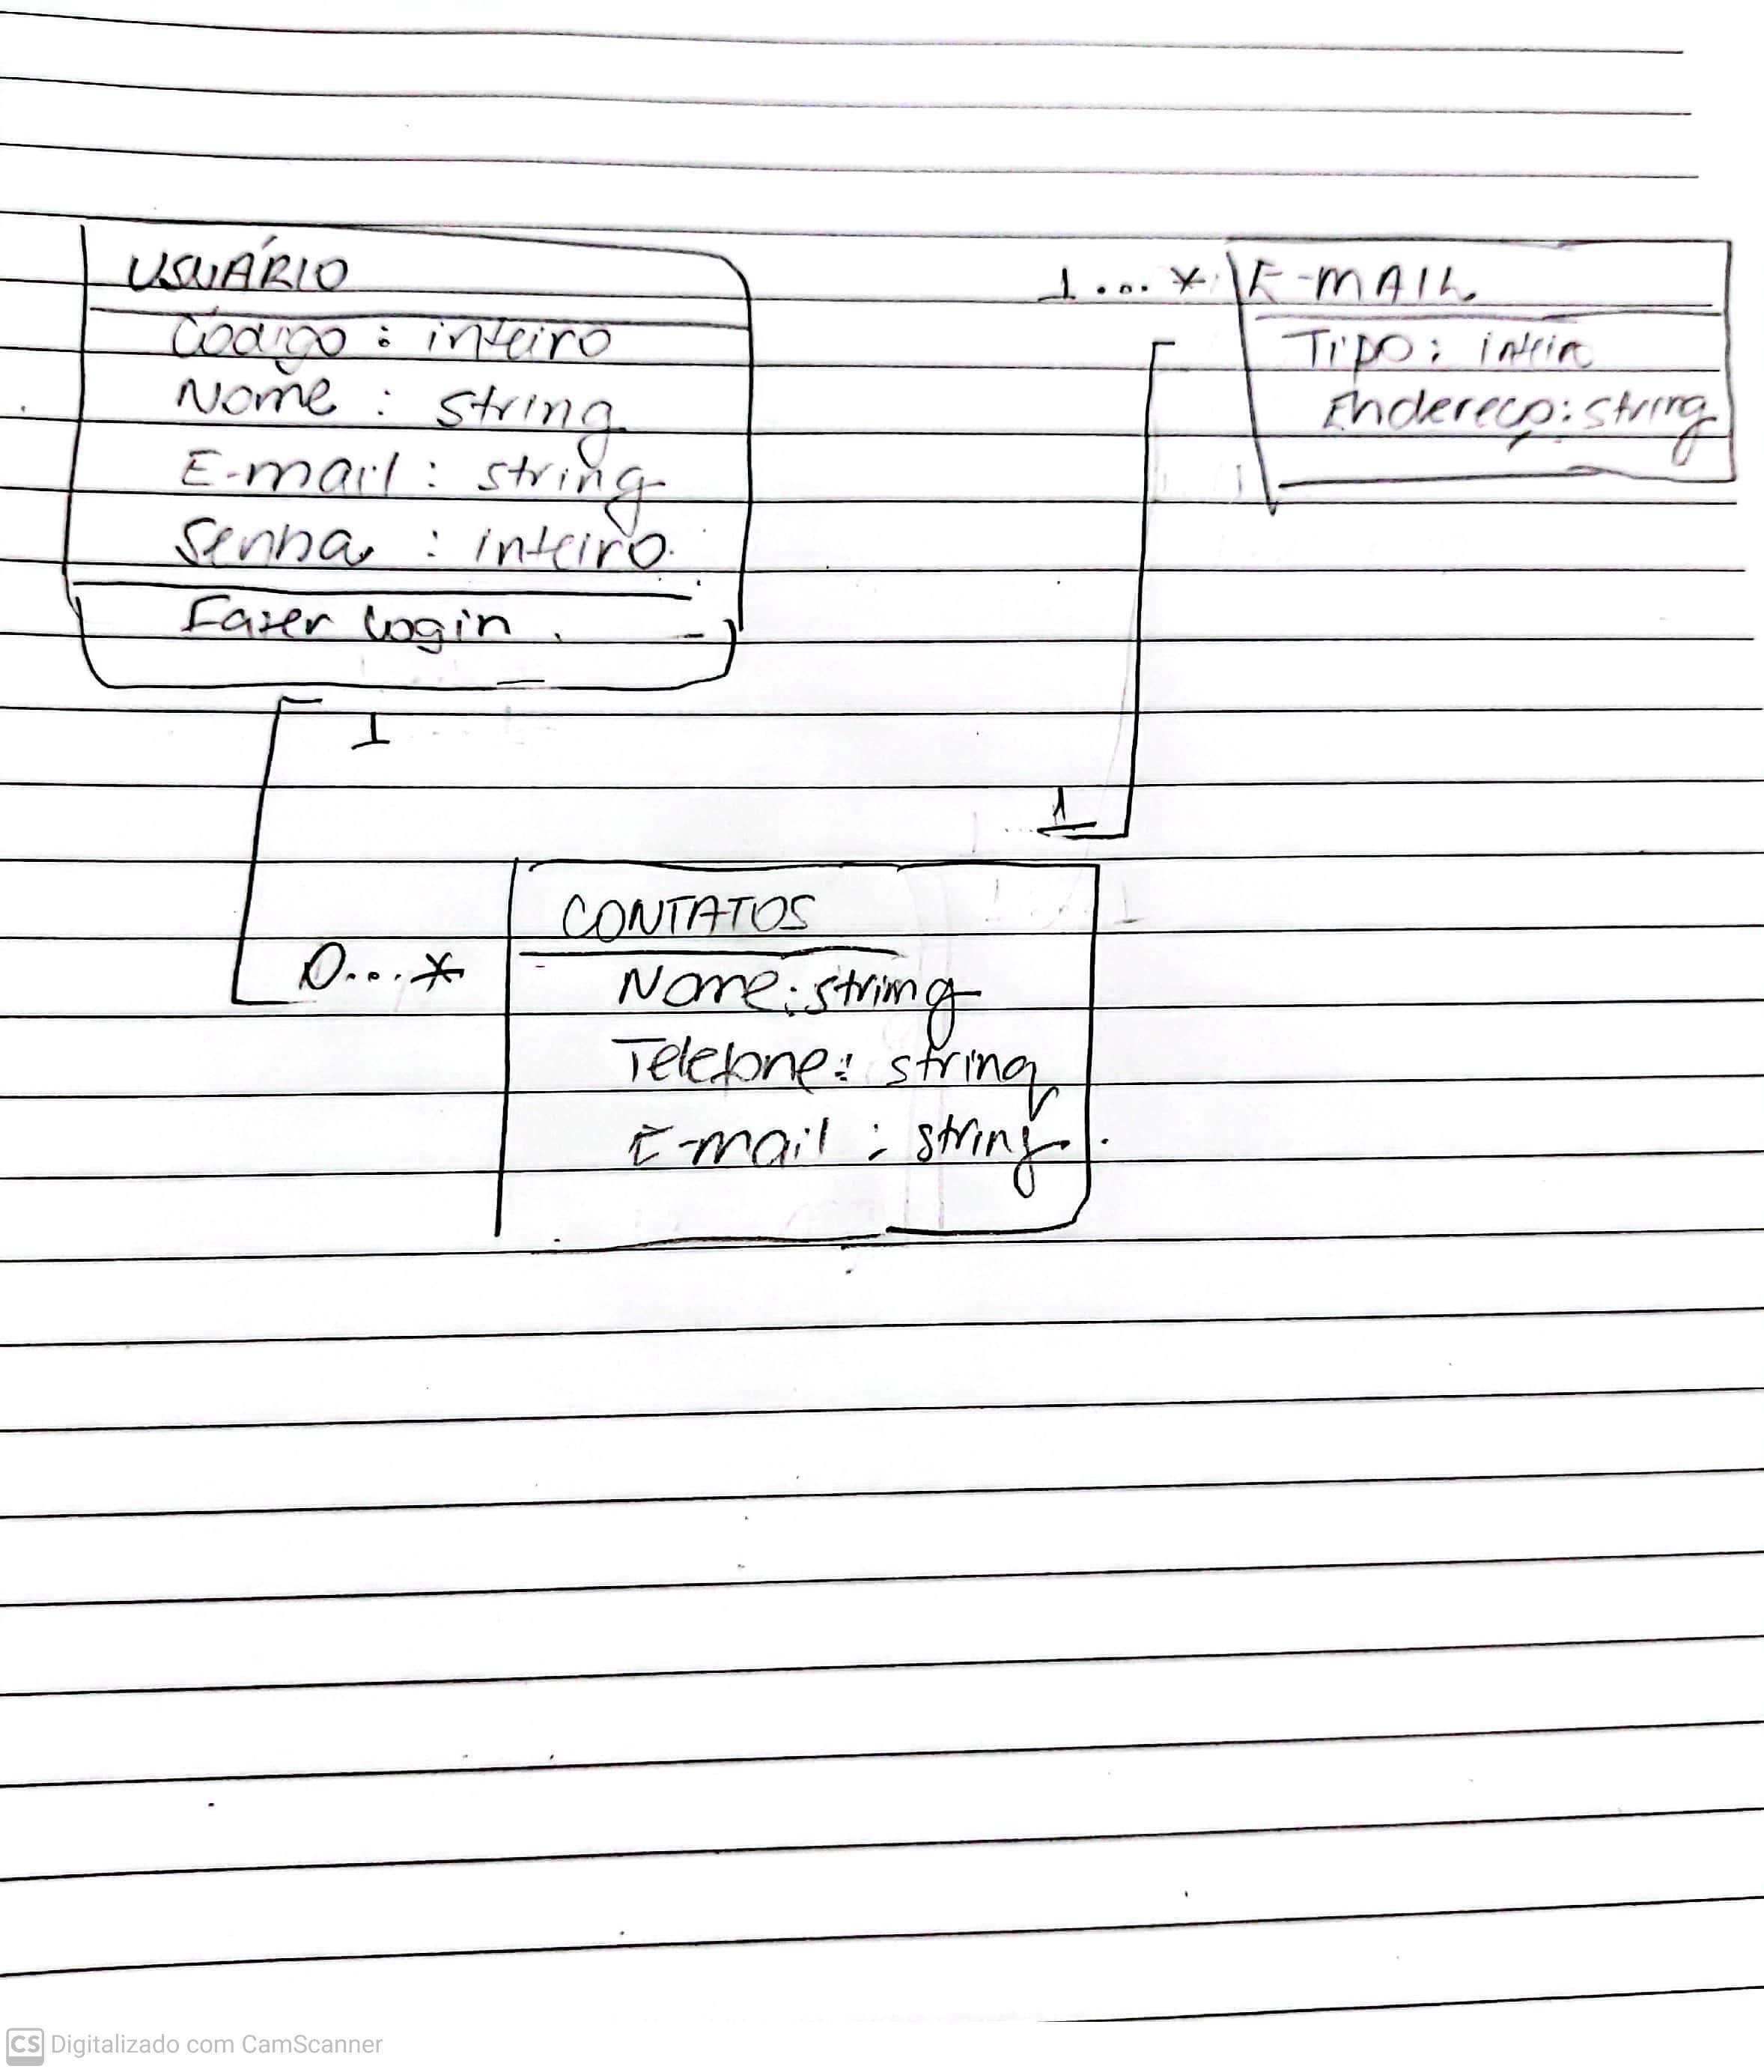 USUÁRIO
Código : inteiro
Nome : string
E-mail : string
Senha : inteiro
Fazer Login
1
1...*
E-MAIL
Tipo : inteiro
Endereço : string
1
0...*
CONTATOS
Nome : string
Telefone : string
E-mail : string
CS Digitalizado com CamScanner